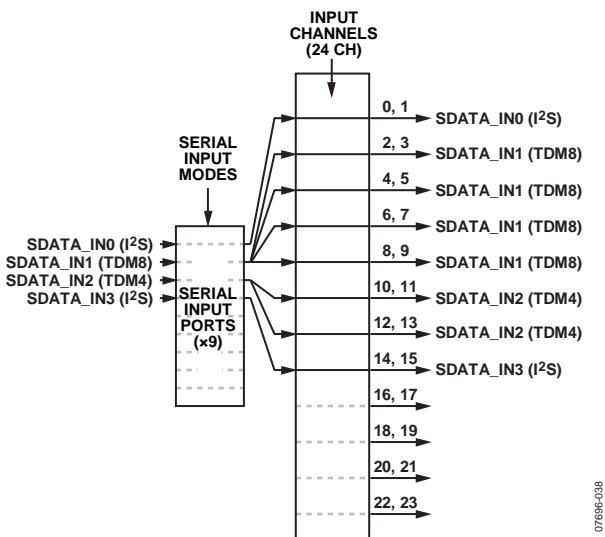 INPUT
CHANNELS
(24 CH)
0, 1
SDATA_IN0 (I²S)
SERIAL
INPUT
MODES
2, 3
SDATA_IN1 (TDM8)
4, 5
SDATA_IN1 (TDM8)
6, 7
SDATA_IN1 (TDM8)
8, 9
SDATA_IN1 (TDM8)
SDATA_IN0 (I²S)
SDATA_IN1 (TDM8)
SDATA_IN2 (TDM4)
SDATA_IN3 (I²S)
SERIAL
INPUT
PORTS
(×9)
10, 11
SDATA_IN2 (TDM4)
12, 13
SDATA_IN2 (TDM4)
14, 15
SDATA_IN3 (I²S)
16, 17
18, 19
20, 21
22, 23
07696-038